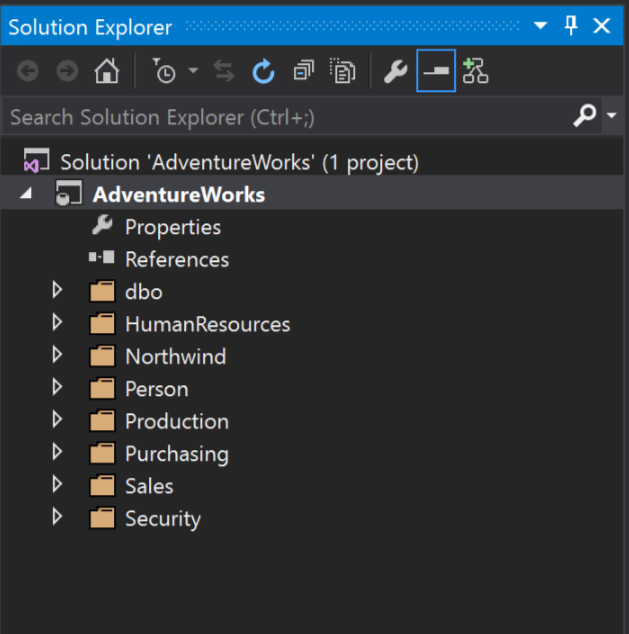 Solution Explorer
Search Solution Explorer (Ctrl+;)
Solution 'AdventureWorks' (1 project)
AdventureWorks
Properties
References
dbo
HumanResources
Northwind
Person
Production
Purchasing
Sales
Security